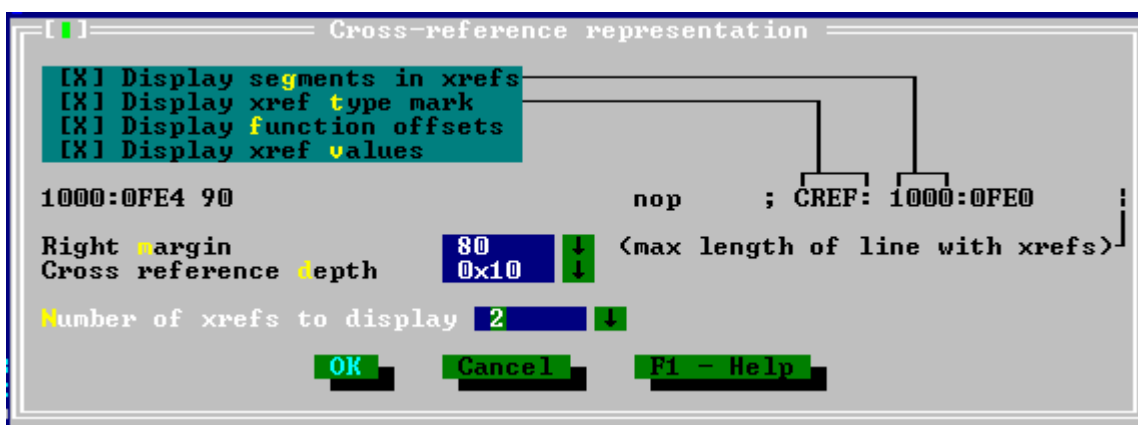 [ ] Cross-reference representation
[X] Display segments in xrefs
[X] Display xref type mark
[X] Display function offsets
[X] Display xref values
1000:0FE4 90 nop ; CREF: 1000:0FE0
Right margin 80 ↓ (max length of line with xrefs)
Cross reference depth 0x10 ↓
Number of xrefs to display 2 ↓
OK Cancel F1 - Help